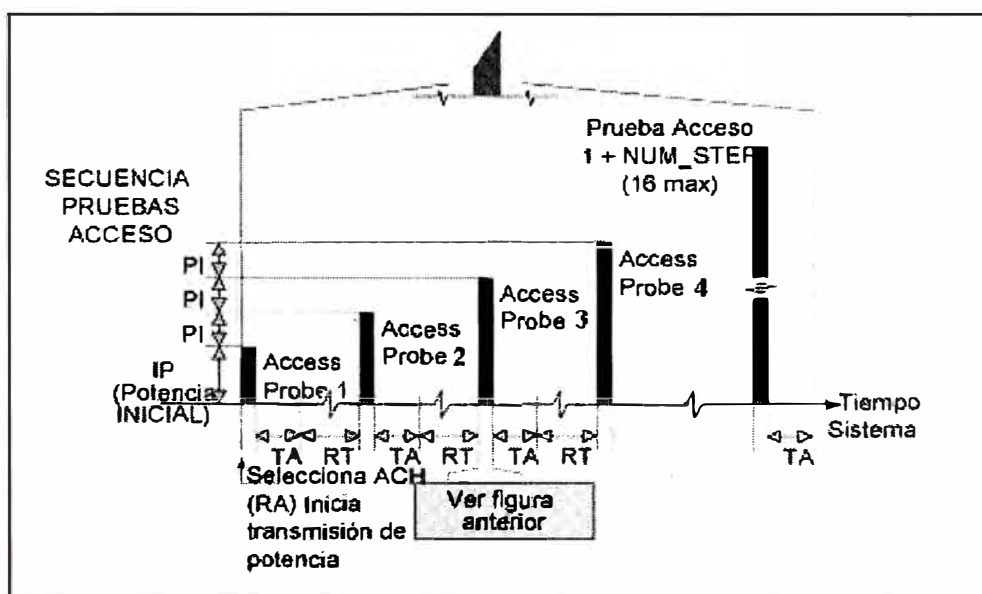 Prueba Acceso
1 + NUM_STEP
(16 max)
SECUENCIA
PRUEBAS
ACCESO
PI
PI
PI
IP
(Potencia
INICIAL)
Access
Probe 1
Access
Probe 2
Access
Probe 3
Access
Probe 4
Tiempo
Sistema
TA
RT
TA
RT
TA
RT
TA
Selecciona ACH
(RA) Inicia
transmisión de
potencia
Ver figura
anterior